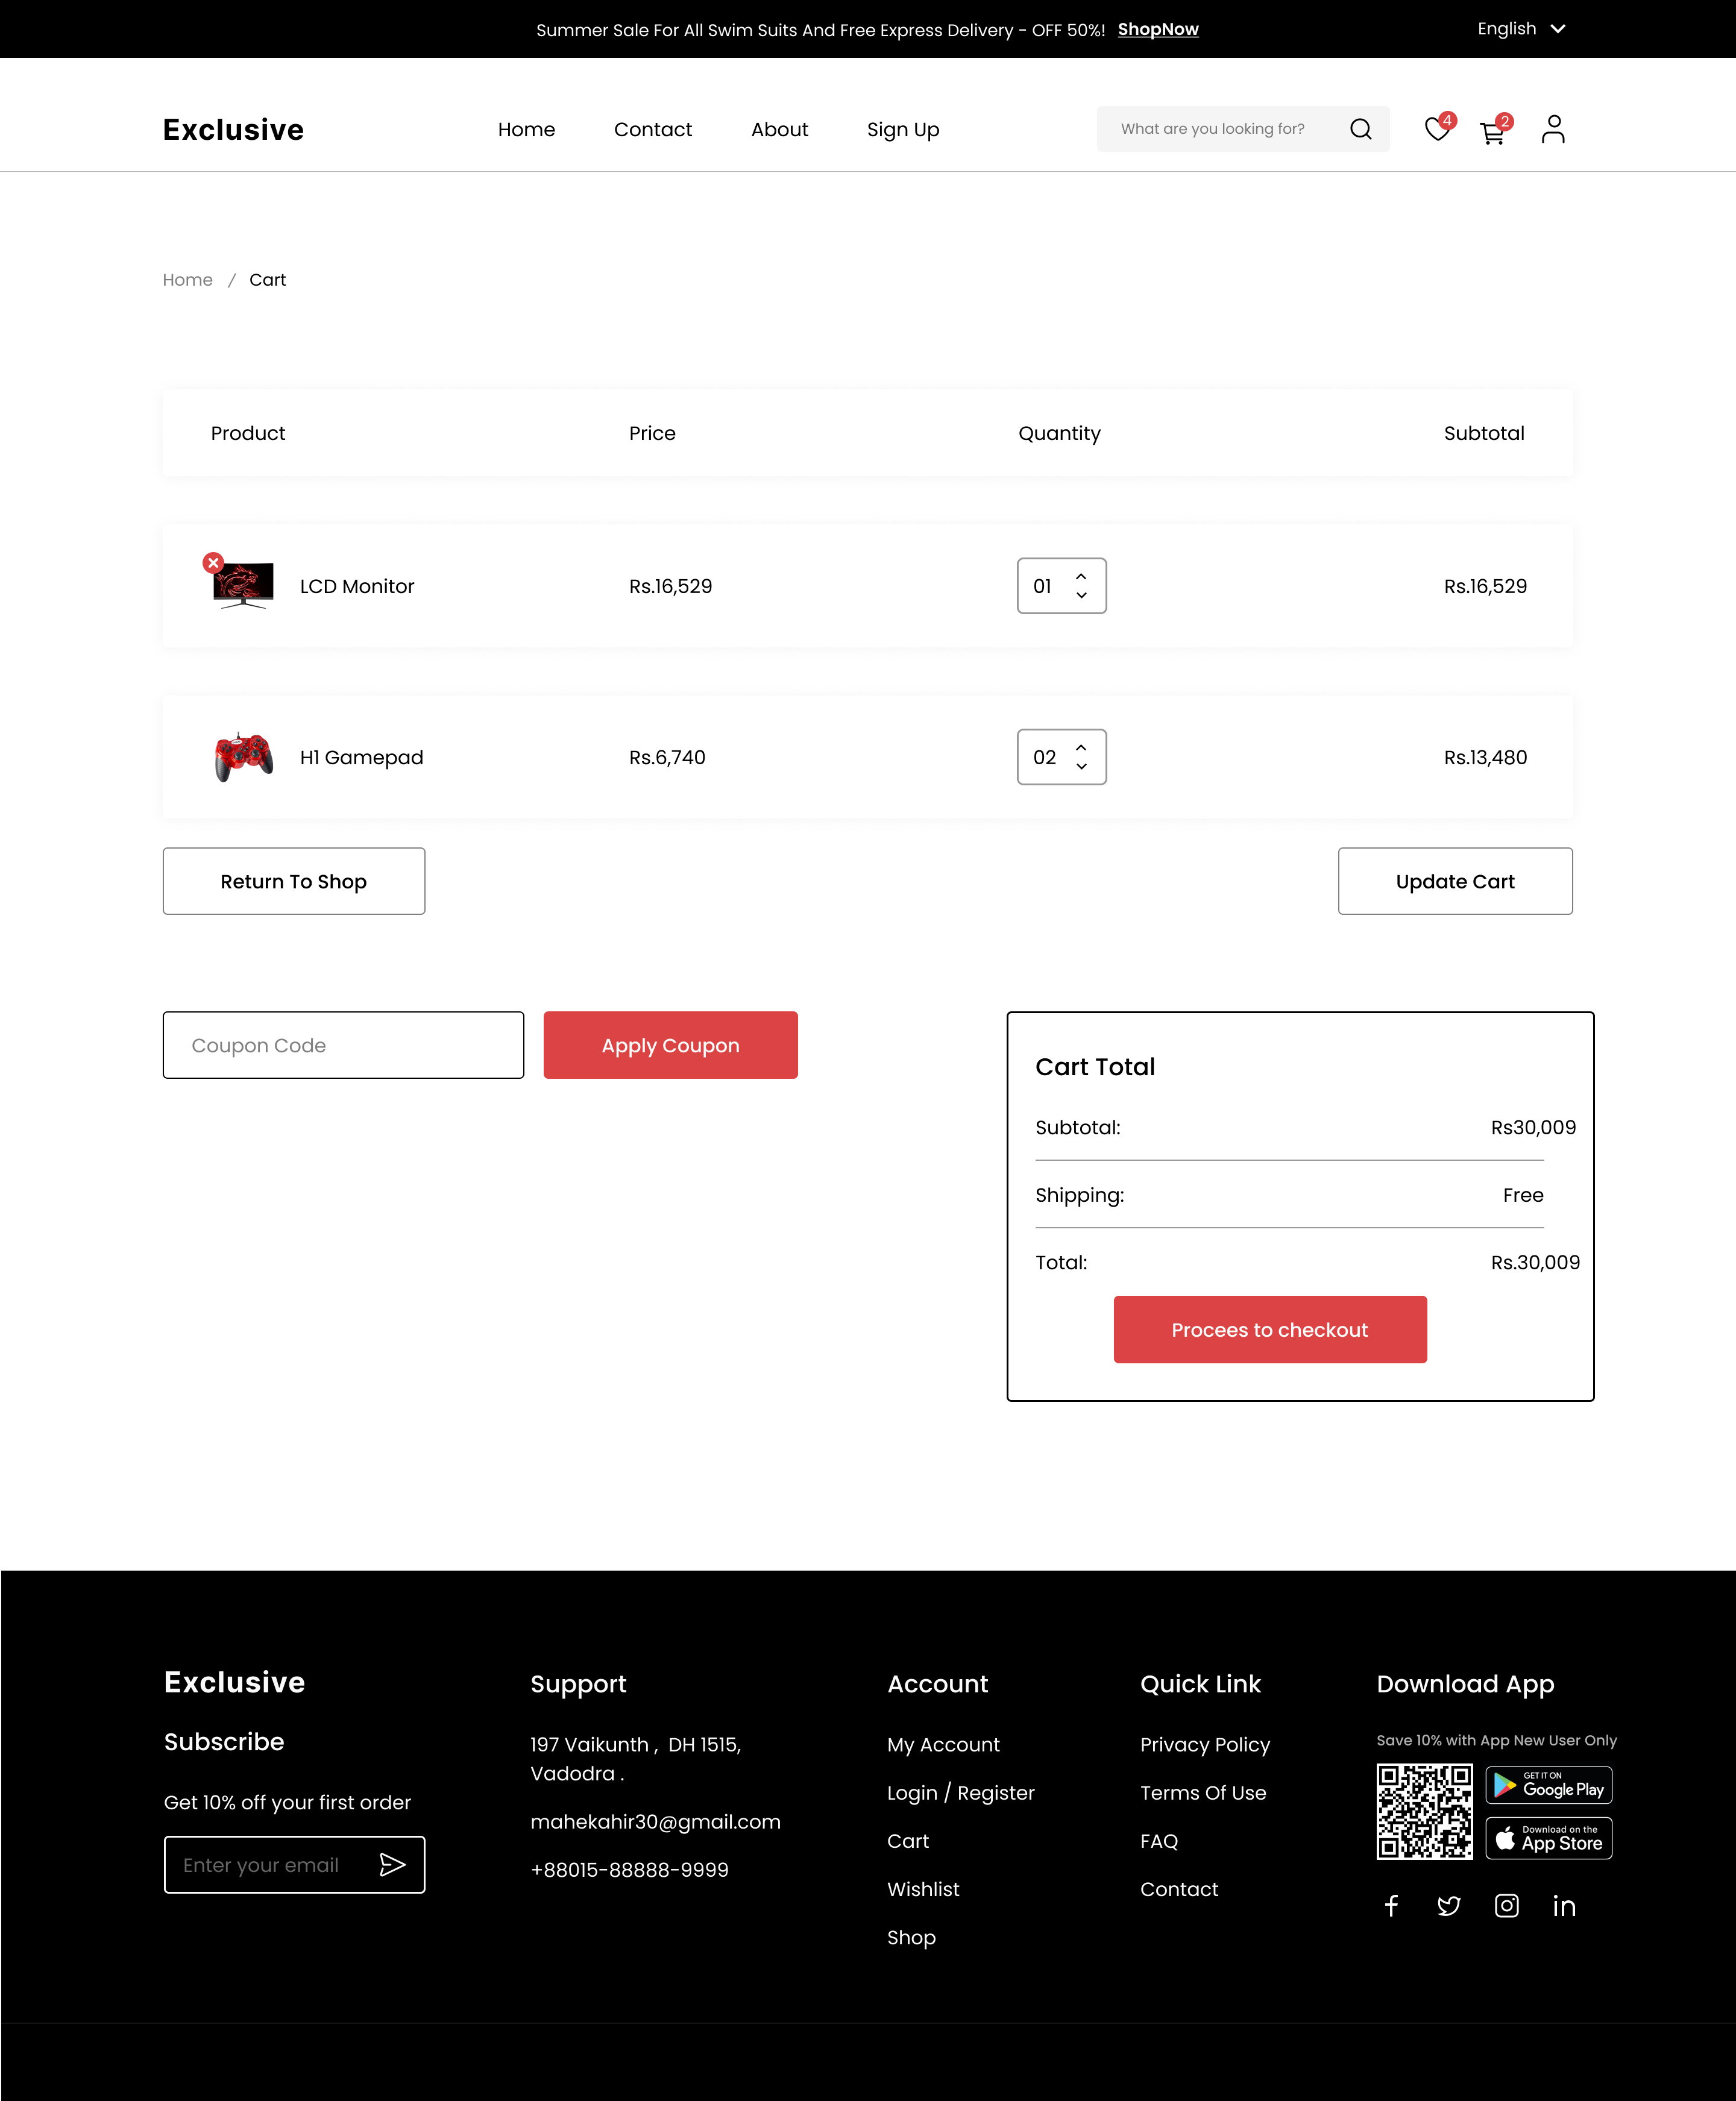 Summer Sale For All Swim Suits And Free Express Delivery - OFF 50%! ShopNow English
Exclusive Home Contact About Sign Up What are you looking for? 4 2
Home / Cart
Product Price Quantity Subtotal
LCD Monitor Rs.16,529 01 Rs.16,529
H1 Gamepad Rs.6,740 02 Rs.13,480
Return To Shop Update Cart
Coupon Code Apply Coupon
Cart Total
Subtotal: Rs30,009
Shipping: Free
Total: Rs.30,009
Procees to checkout
Exclusive
Subscribe
Get 10% off your first order
Enter your email
Support
197 Vaikunth , DH 1515,
Vadodra .
mahekahir30@gmail.com
+88015-88888-9999
Account
My Account
Login / Register
Cart
Wishlist
Shop
Quick Link
Privacy Policy
Terms Of Use
FAQ
Contact
Download App
Save 10% with App New User Only
GET IT ON
Google Play
Download on the
App Store
f in